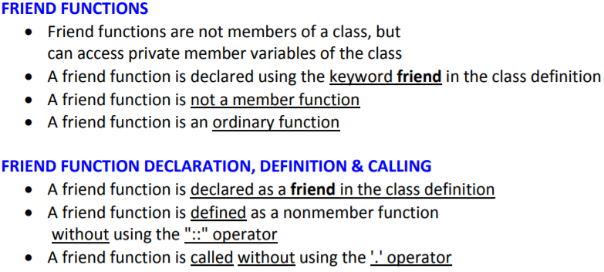 FRIEND FUNCTIONS
• Friend functions are not members of a class, but
can access private member variables of the class
• A friend function is declared using the keyword friend in the class definition
• A friend function is not a member function
• A friend function is an ordinary function
FRIEND FUNCTION DECLARATION, DEFINITION & CALLING
• A friend function is declared as a friend in the class definition
• A friend function is defined as a nonmember function
without using the "::" operator
• A friend function is called without using the '.' operator